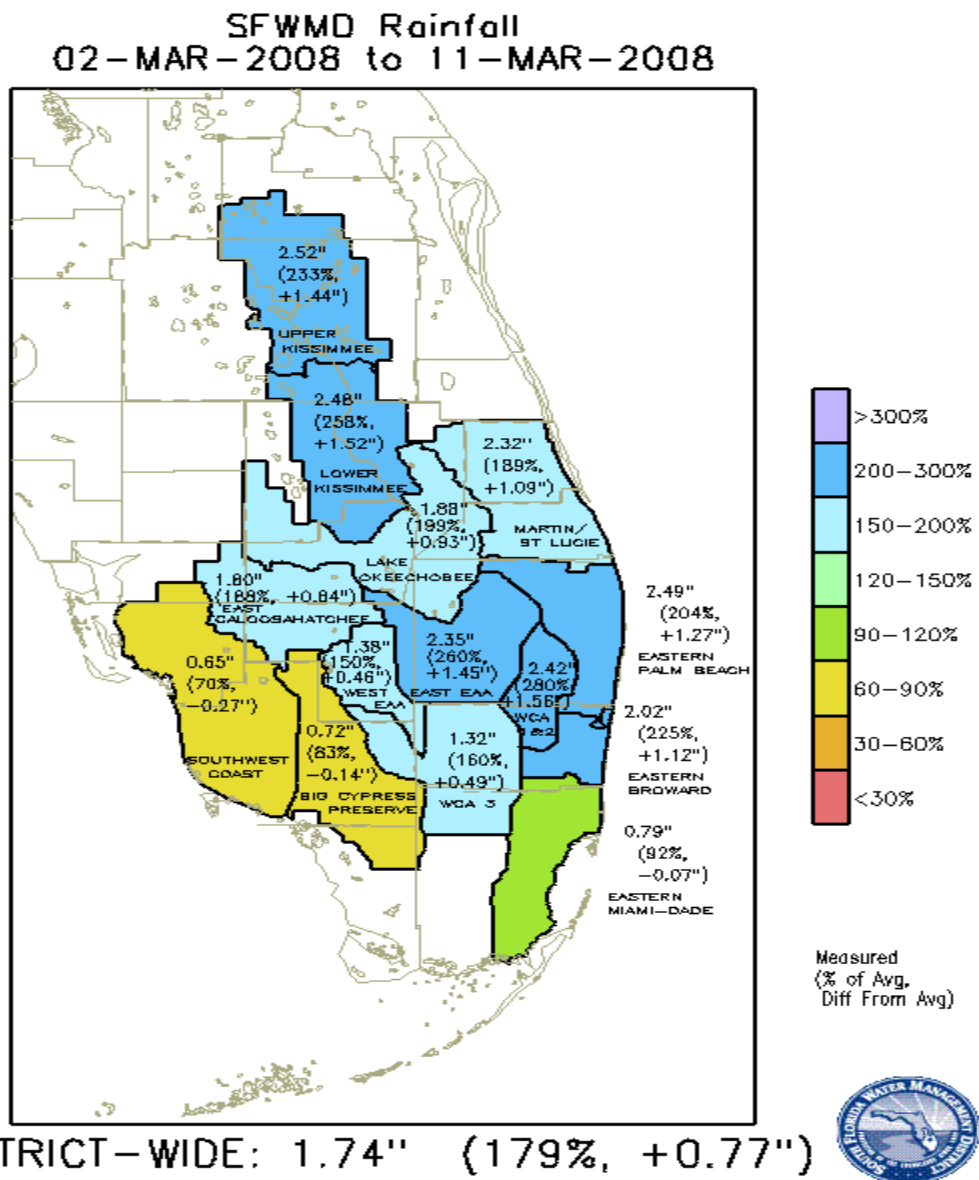 SFWMD Rainfall
02-MAR-2008 to 11-MAR-2008
2.52"
(233%,
+1.44")
UPPER
KISSIMMEE
2.48"
(258%,
+1.52")
LOWER
KISSIMMEE
2.32"
(189%,
+1.09")
MARTIN/
ST LUCIE
1.88"
(199%,
+0.93")
LAKE
OKEECHOBEE
1.80"
(188%, +0.84")
EAST
CALOOSAHATCHEE
0.65"
(70%,
-0.27")
SOUTHWEST
COAST
1.38"
(150%,
+0.46")
WEST
EAA
2.35"
(260%,
+1.45")
EAST EAA
2.42"
(280%
+1.56")
WCA
1&2
0.72"
(83%,
-0.14")
BIG CYPRESS
PRESERVE
1.32"
(160%,
+0.49")
WCA 3
2.49"
(204%,
+1.27")
EASTERN
PALM BEACH
2.02"
(225%,
+1.12")
EASTERN
BROWARD
0.79"
(92%,
-0.07")
EASTERN
MIAMI-DADE
>300%
200-300%
150-200%
120-150%
90-120%
60-90%
30-60%
<30%
Measured
(% of Avg,
Diff From Avg)
SOUTH FLORIDA WATER MANAGEMENT DISTRICT
TRICT-WIDE: 1.74" (179%, +0.77")